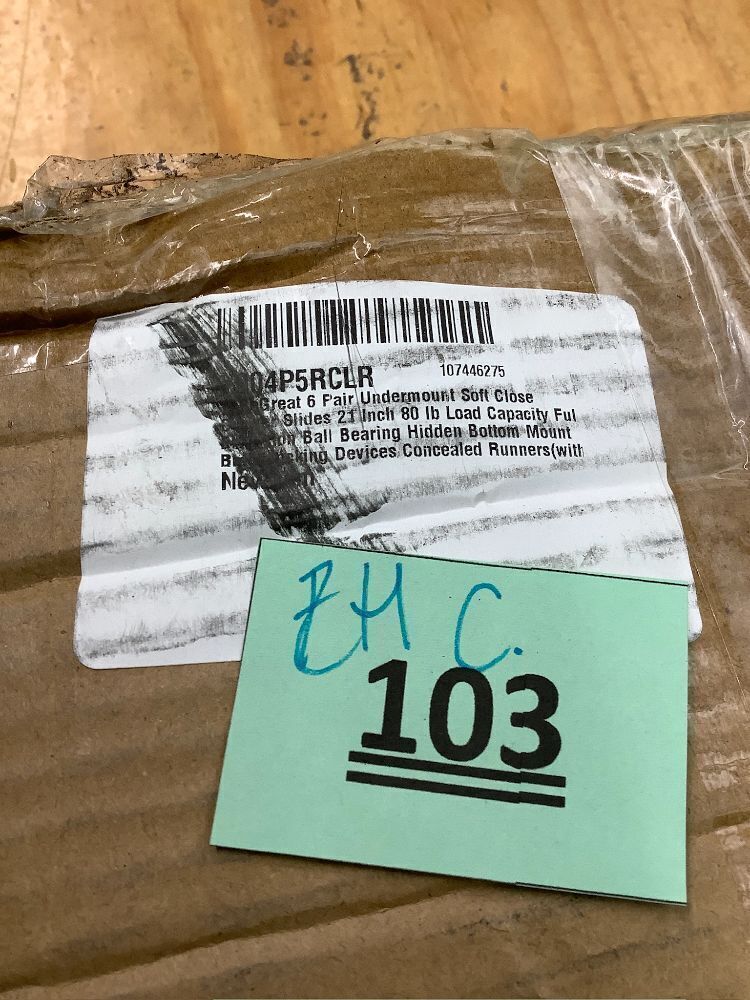 04P5RCLR 107446275
Great 6 Pair Undermount Soft Close
Slides 21 Inch 80 lb Load Capacity Ful
Ball Bearing Hidden Bottom Mount
Devices Concealed Runners(with
C.
103